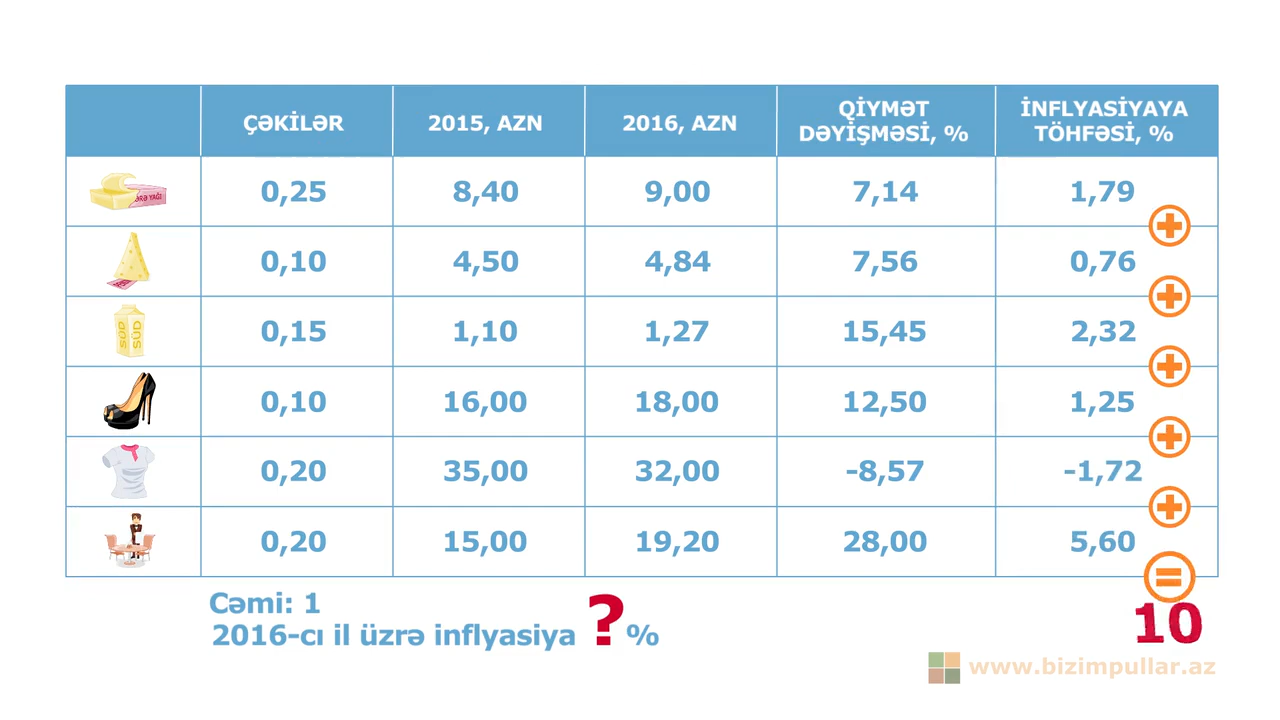 ÇƏKİLƏR 2015, AZN 2016, AZN QİYMƏT DƏYİŞMƏSİ, % İNFLYASİYAYA TÖHFƏSİ, %
0,25 8,40 9,00 7,14 1,79
0,10 4,50 4,84 7,56 0,76
SÜD SÜD 0,15 1,10 1,27 15,45 2,32
0,10 16,00 18,00 12,50 1,25
0,20 35,00 32,00 -8,57 -1,72
0,20 15,00 19,20 28,00 5,60
Cəmi: 1
2016-cı il üzrə inflyasiya ? %
10
www.bizimpullar.az